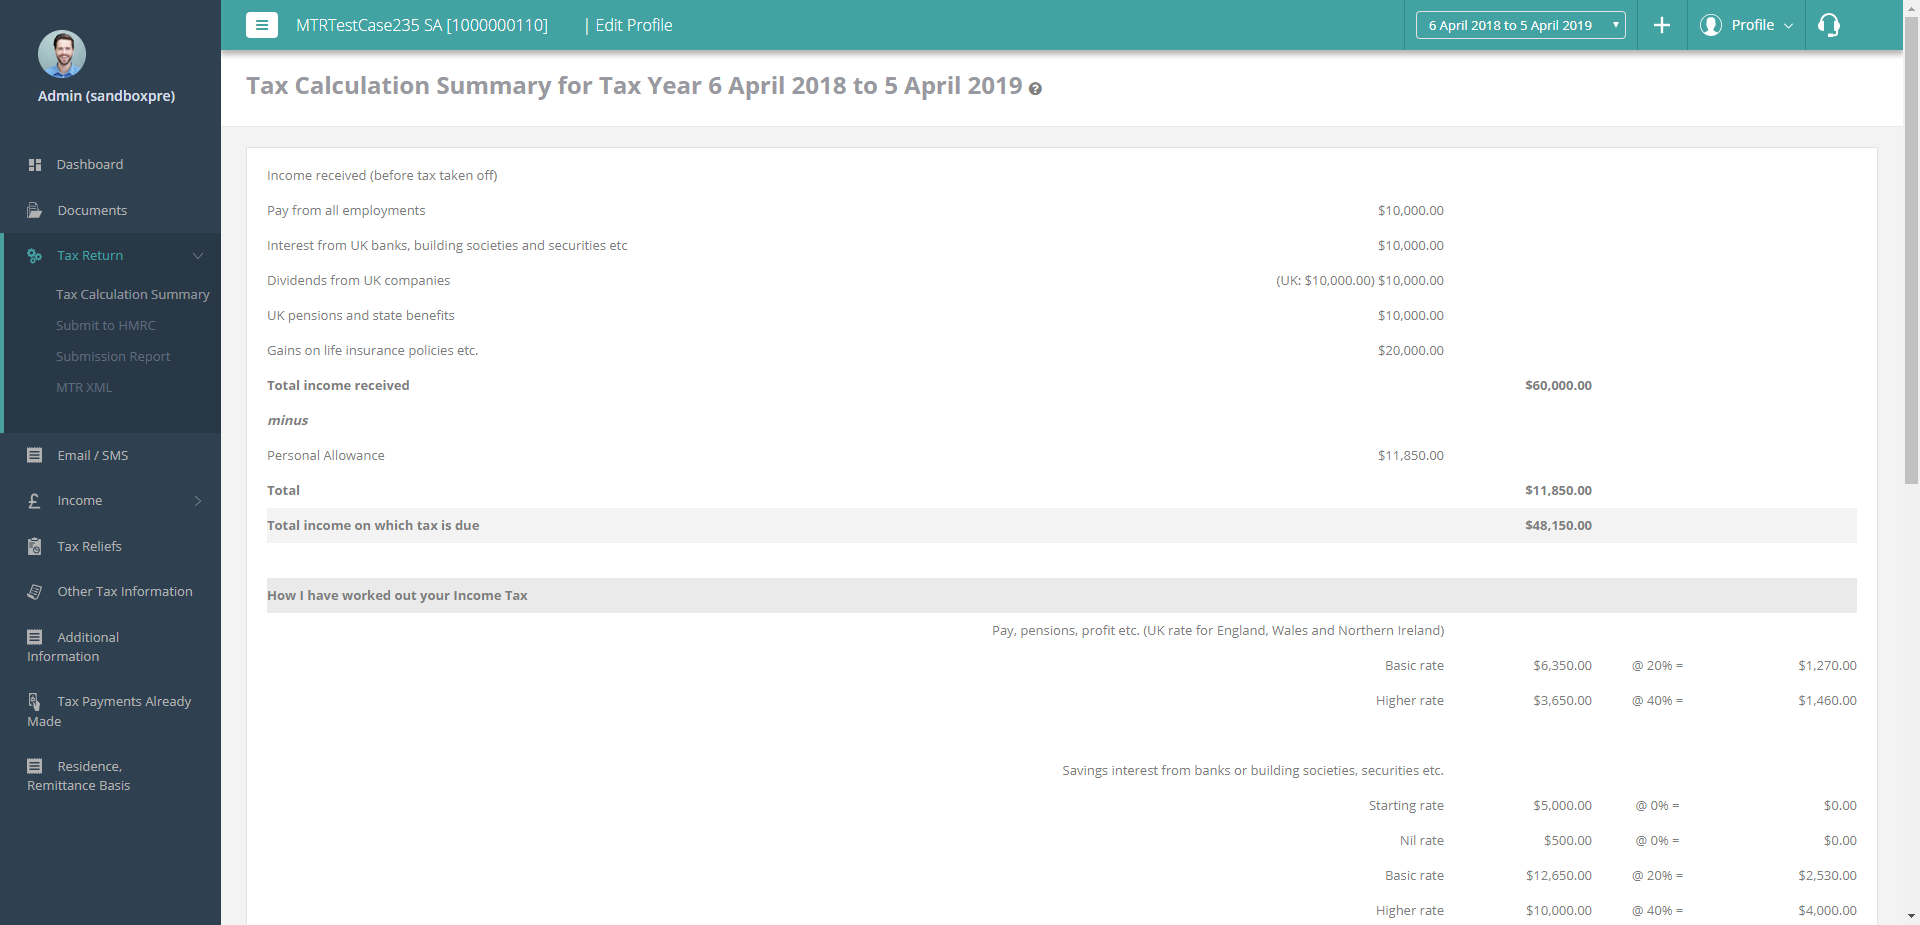 MTRTestCase235 SA [1000000110] | Edit Profile
6 April 2018 to 5 April 2019
Profile
Admin (sandboxpre)
Dashboard
Documents
Tax Return
Tax Calculation Summary
Submit to HMRC
Submission Report
MTR XML
Email / SMS
Income
Tax Reliefs
Other Tax Information
Additional
Information
Tax Payments Already
Made
Residence,
Remittance Basis
Tax Calculation Summary for Tax Year 6 April 2018 to 5 April 2019
Income received (before tax taken off)
Pay from all employments $10,000.00
Interest from UK banks, building societies and securities etc $10,000.00
Dividends from UK companies (UK: $10,000.00) $10,000.00
UK pensions and state benefits $10,000.00
Gains on life insurance policies etc. $20,000.00
Total income received $60,000.00
minus
Personal Allowance $11,850.00
Total $11,850.00
Total income on which tax is due $48,150.00
How I have worked out your Income Tax
Pay, pensions, profit etc. (UK rate for England, Wales and Northern Ireland)
Basic rate $6,350.00 @ 20% = $1,270.00
Higher rate $3,650.00 @ 40% = $1,460.00
Savings interest from banks or building societies, securities etc.
Starting rate $5,000.00 @ 0% = $0.00
Nil rate $500.00 @ 0% = $0.00
Basic rate $12,650.00 @ 20% = $2,530.00
Higher rate $10,000.00 @ 40% = $4,000.00